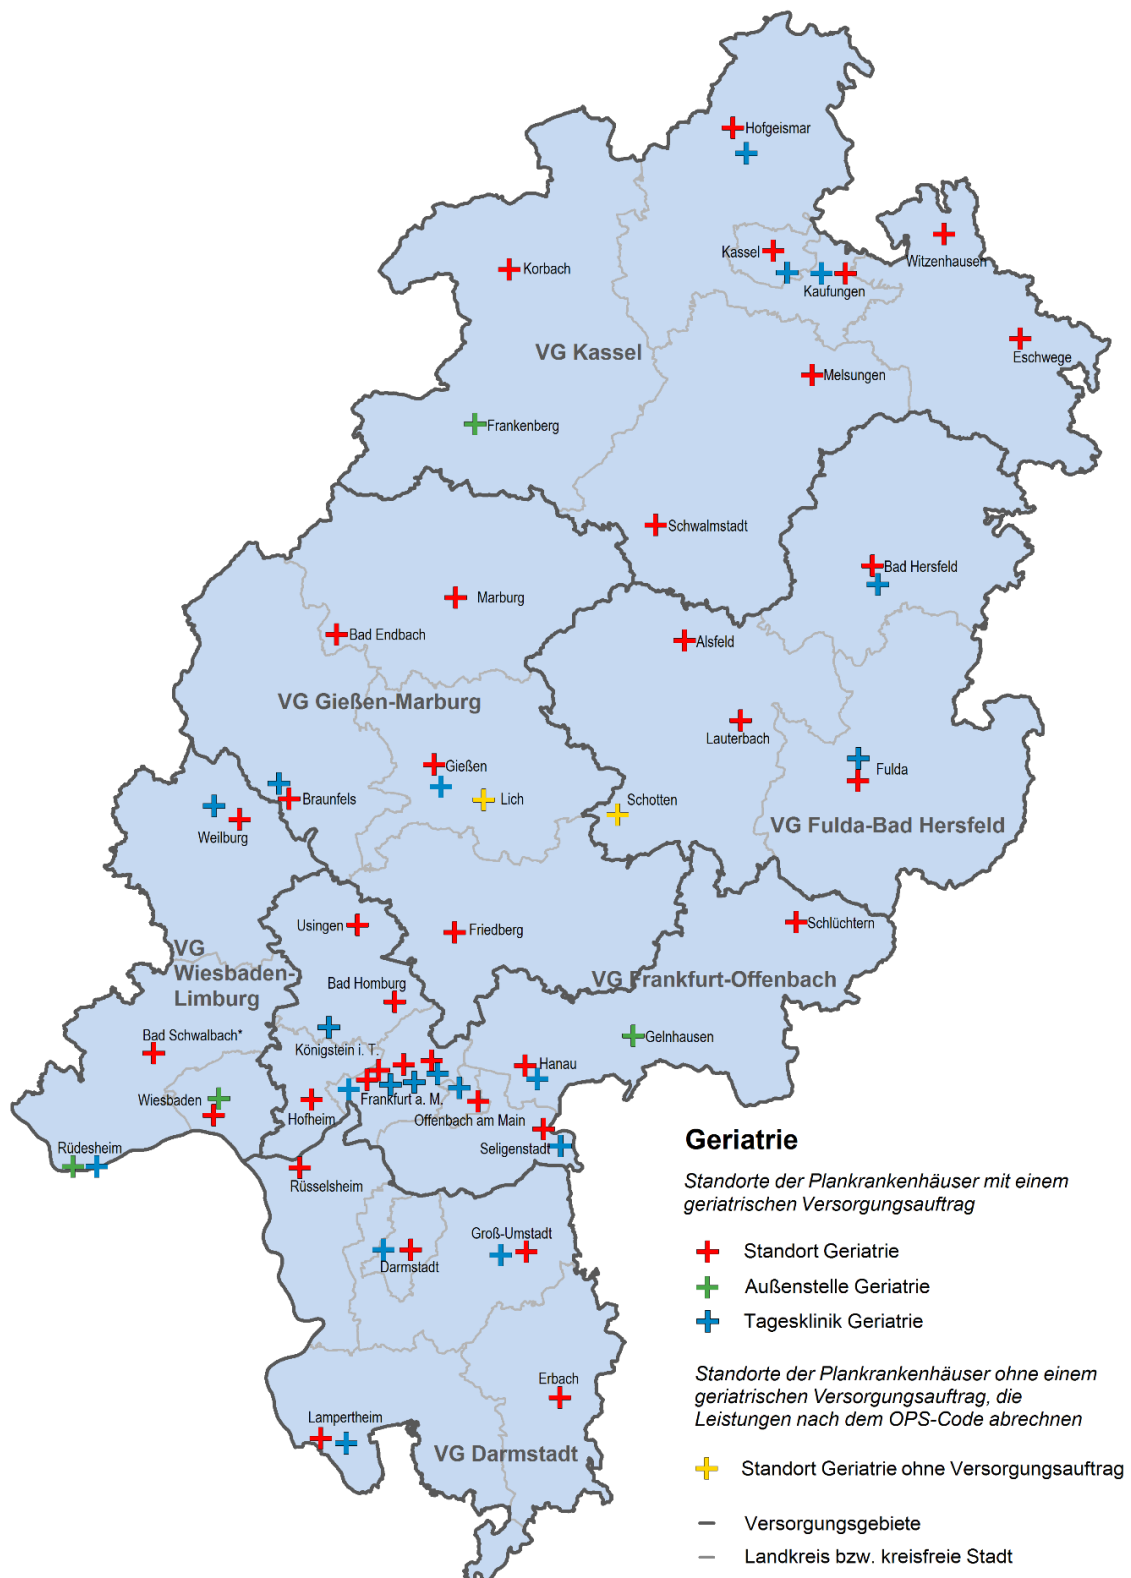 Hofgeismar
Kassel
Witzenhausen
Korbach
Kaufungen
VG Kassel
Eschwege
Melsungen
Frankenberg
Schwalmstadt
Bad Hersfeld
Marburg
Bad Endbach
Alsfeld
VG Gießen-Marburg
Lauterbach
Gießen
Fulda
Braunfels
Lich
Schotten
VG Fulda-Bad Hersfeld
Weilburg
Usingen
Friedberg
Schlüchtern
VG
Wiesbaden-
Limburg
VG Frankfurt-Offenbach
Bad Homburg
Bad Schwalbach*
Gelnhausen
Königstein i. T.
Hanau
Wiesbaden
Frankfurt a. M.
Hofheim
Offenbach am Main
Rüdesheim
Seligenstadt
Rüsselsheim
Groß-Umstadt
Darmstadt
Erbach
Lampertheim
VG Darmstadt
Geriatrie
Standorte der Plankrankenhäuser mit einem
geriatrischen Versorgungsauftrag
Standort Geriatrie
Außenstelle Geriatrie
Tagesklinik Geriatrie
Standorte der Plankrankenhäuser ohne einem
geriatrischen Versorgungsauftrag, die
Leistungen nach dem OPS-Code abrechnen
Standort Geriatrie ohne Versorgungsauftrag
Versorgungsgebiete
Landkreis bzw. kreisfreie Stadt